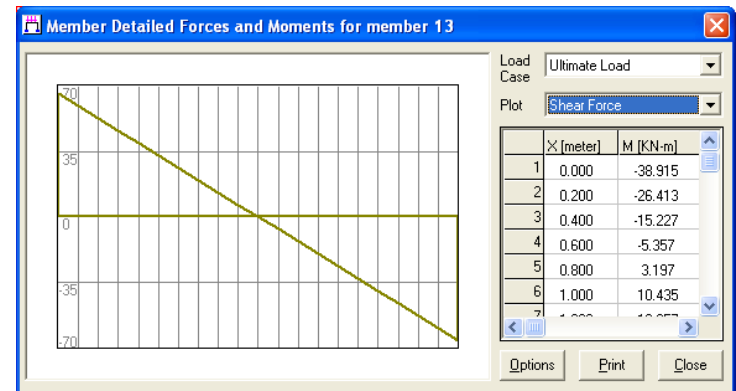 Member Detailed Forces and Moments for member 13
Load Case
Ultimate Load
Plot
Shear Force
70
35
0
-35
-70
X [meter] M [KN-m]
1 0.000 -38.915
2 0.200 -26.413
3 0.400 -15.227
4 0.600 -5.357
5 0.800 3.197
6 1.000 10.435
Options Print Close